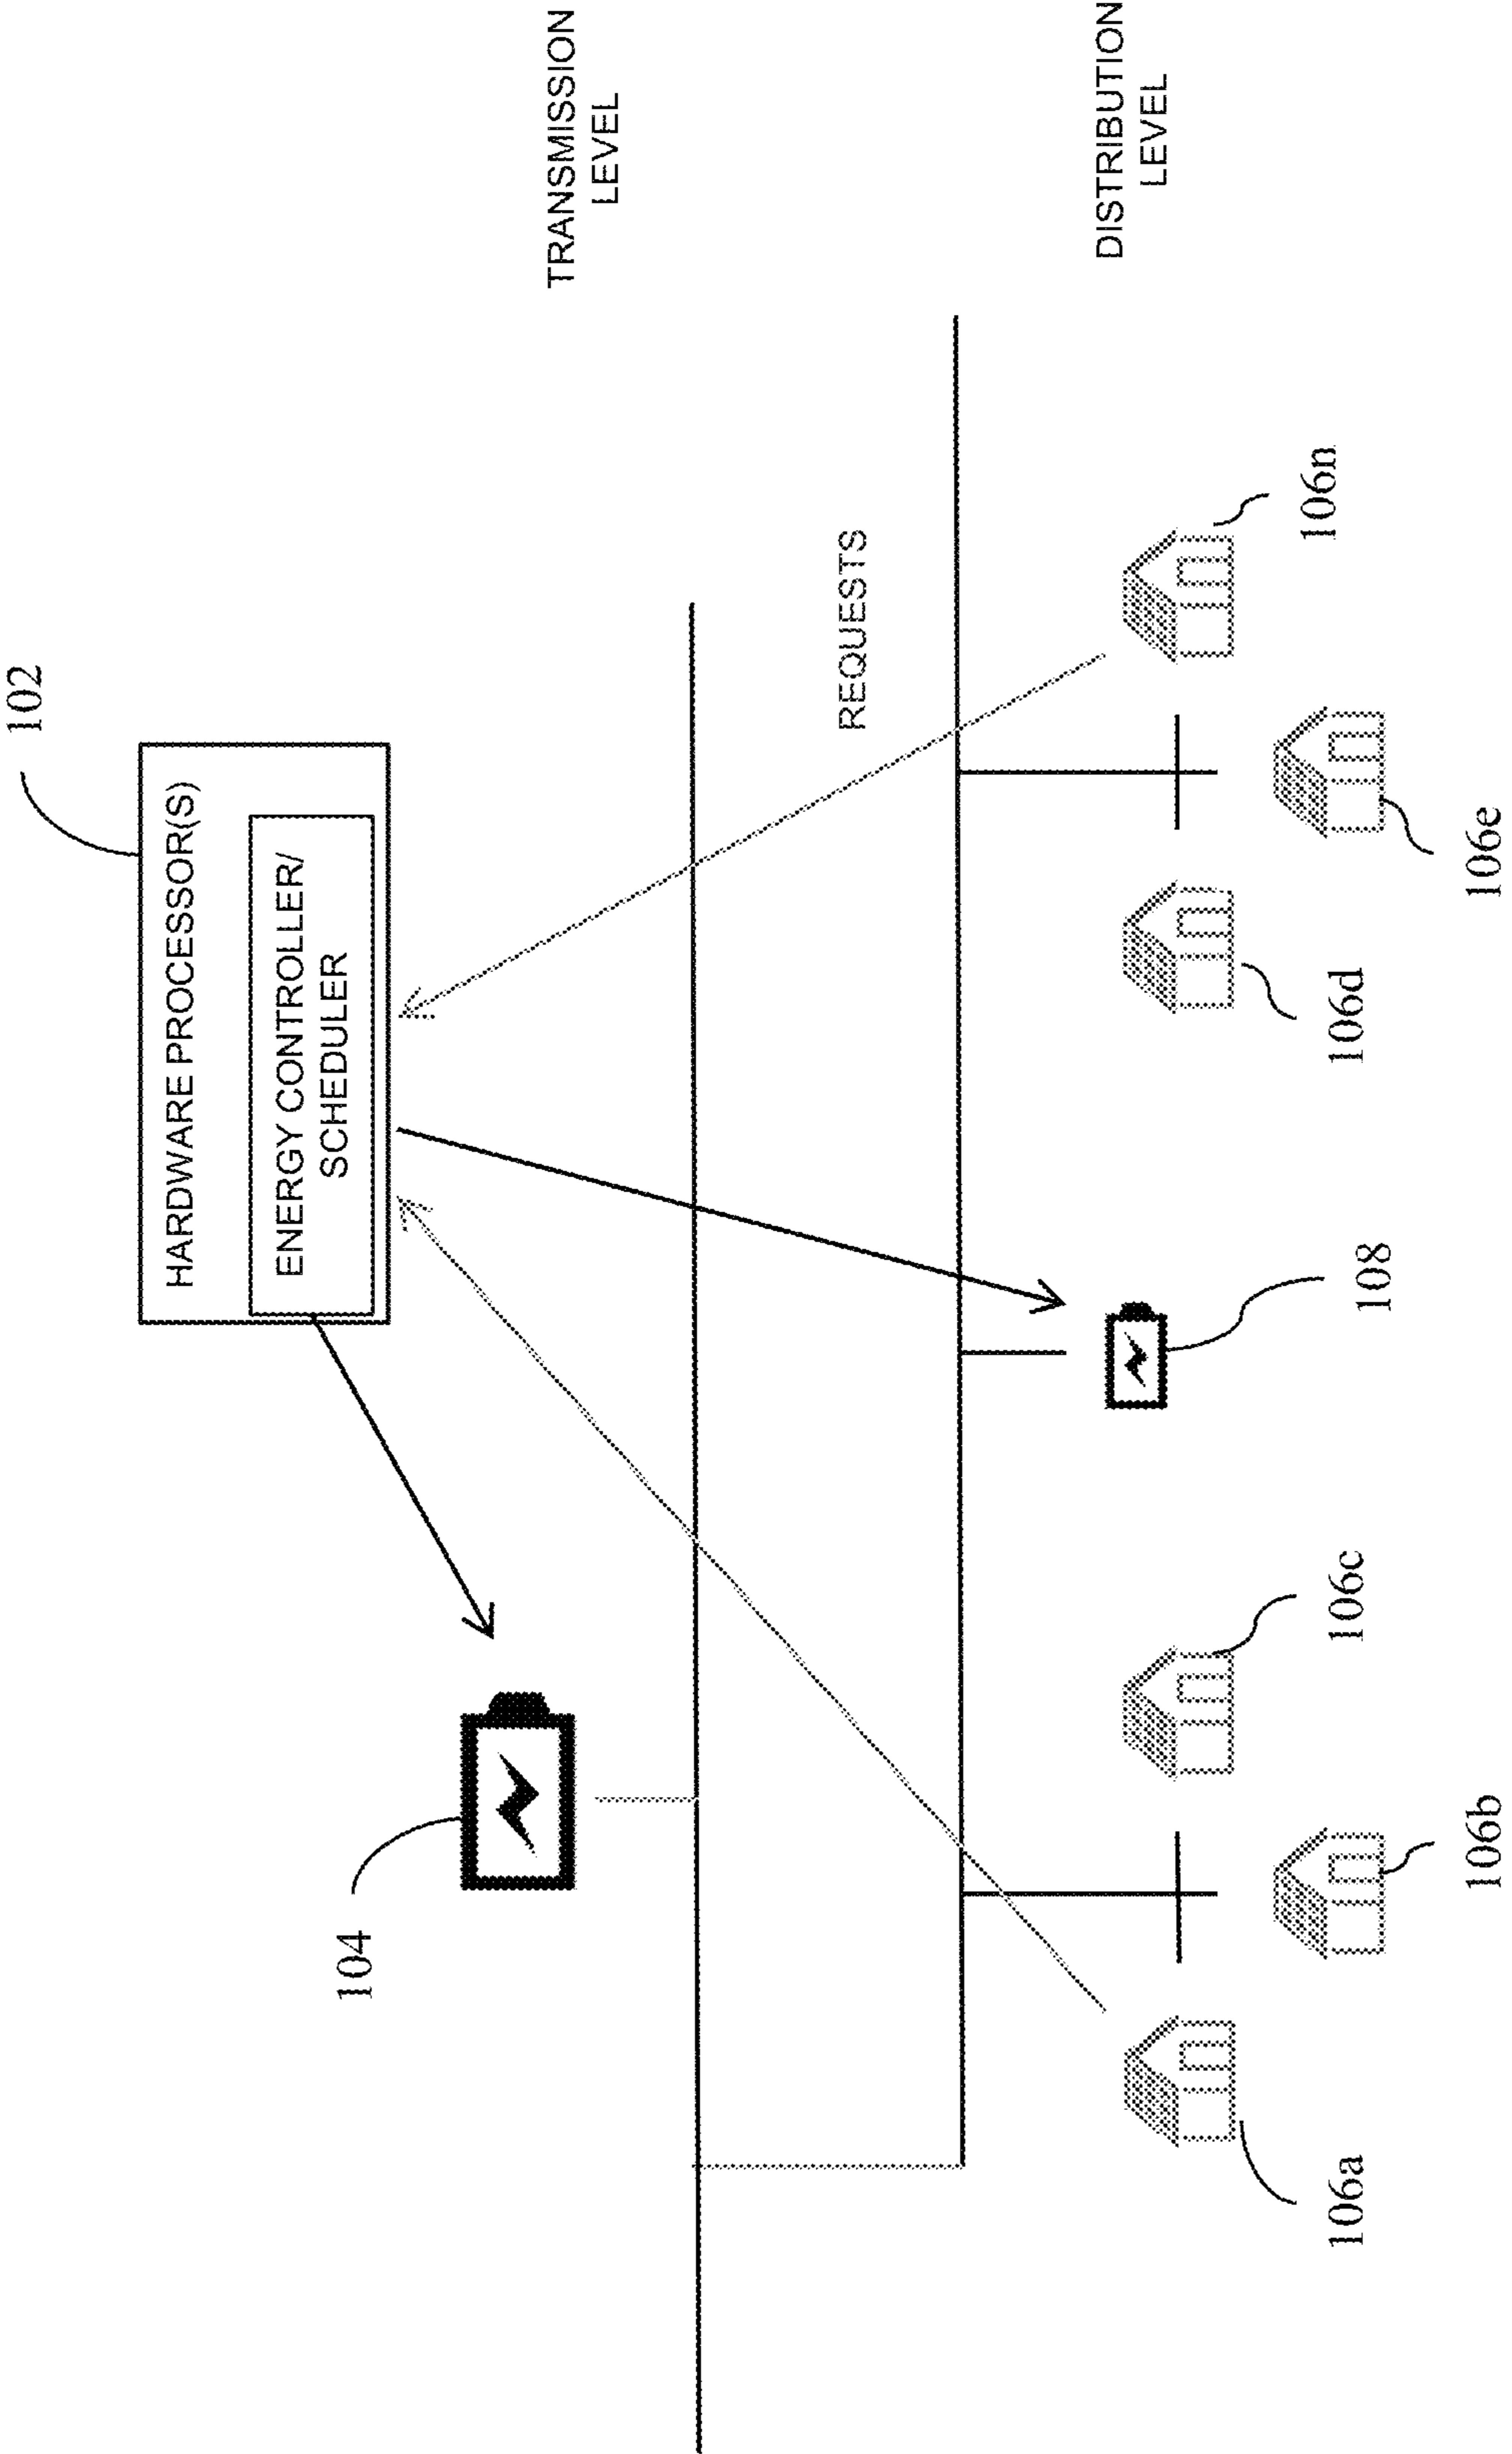 102
HARDWARE PROCESSOR(S)
ENERGY CONTROLLER/
SCHEDULER
104
TRANSMISSION
LEVEL
REQUESTS
DISTRIBUTION
LEVEL
106a
106b
106c
108
106d
106e
106n